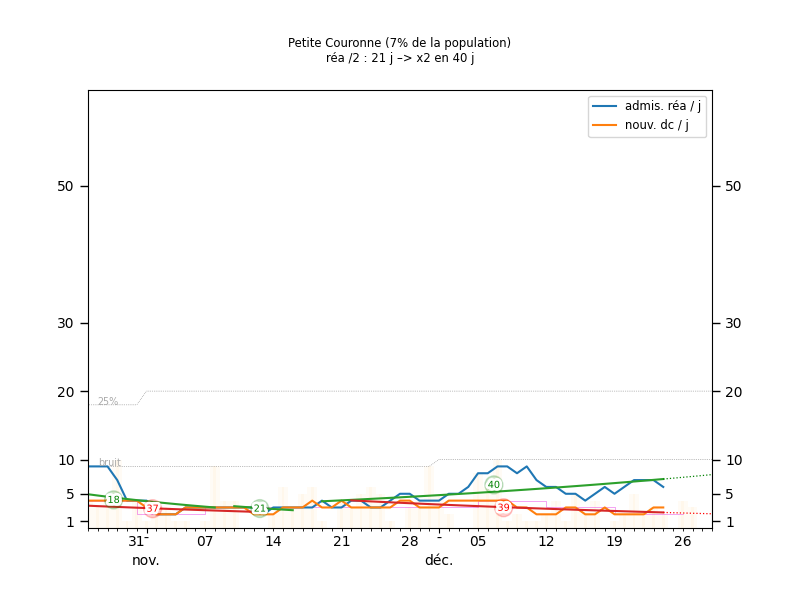 Petite Couronne (7% de la population)
réa /2 : 21 j –> x2 en 40 j
admis. réa / j
nouv. dc / j
50 50
30 30
20 20
25%
10 bruit 10
40
5 5
18 37 21 39
1 1
31 07 14 21 28 05 12 19 26
nov. déc.